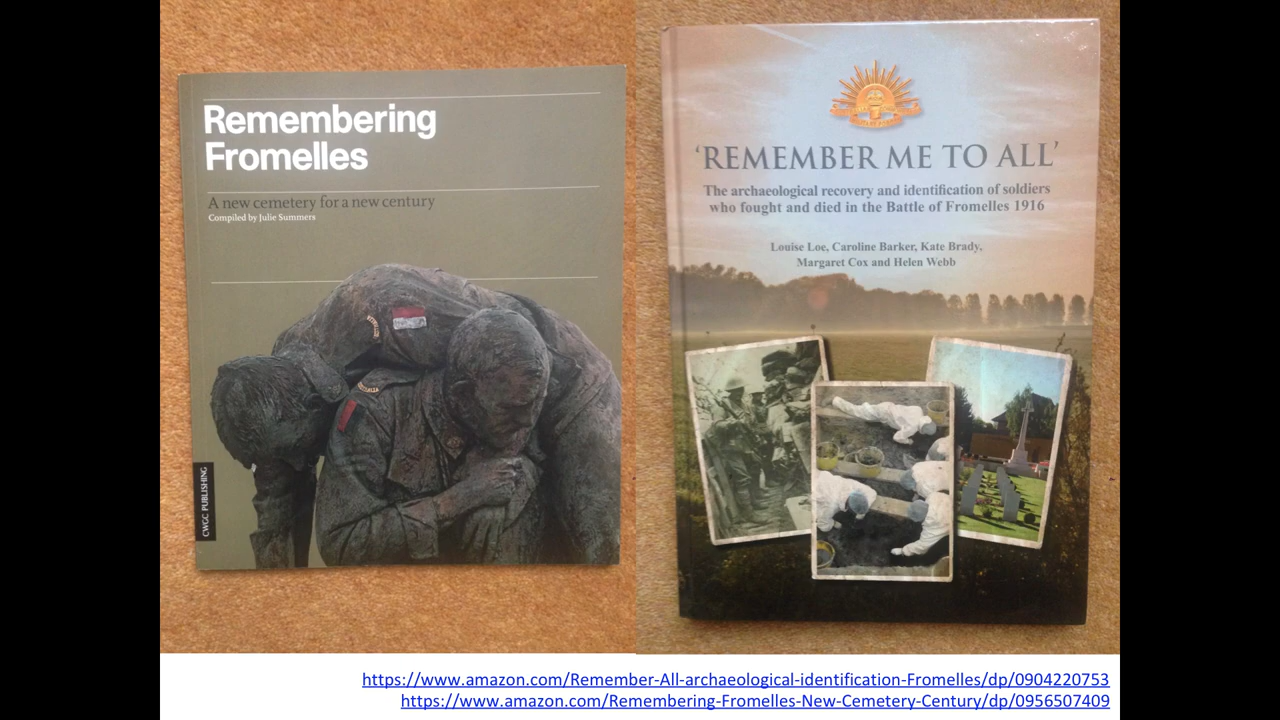 Remembering
Fromelles
A new cemetery for a new century
Compiled by Julie Summers
CWGC PUBLISHING
‘REMEMBER ME TO ALL’
The archaeological recovery and identification of soldiers
who fought and died in the Battle of Fromelles 1916
Louise Loe, Caroline Barker, Kate Brady,
Margaret Cox and Helen Webb
https://www.amazon.com/Remember-All-archaeological-identification-Fromelles/dp/0904220753
https://www.amazon.com/Remembering-Fromelles-New-Cemetery-Century/dp/0956507409